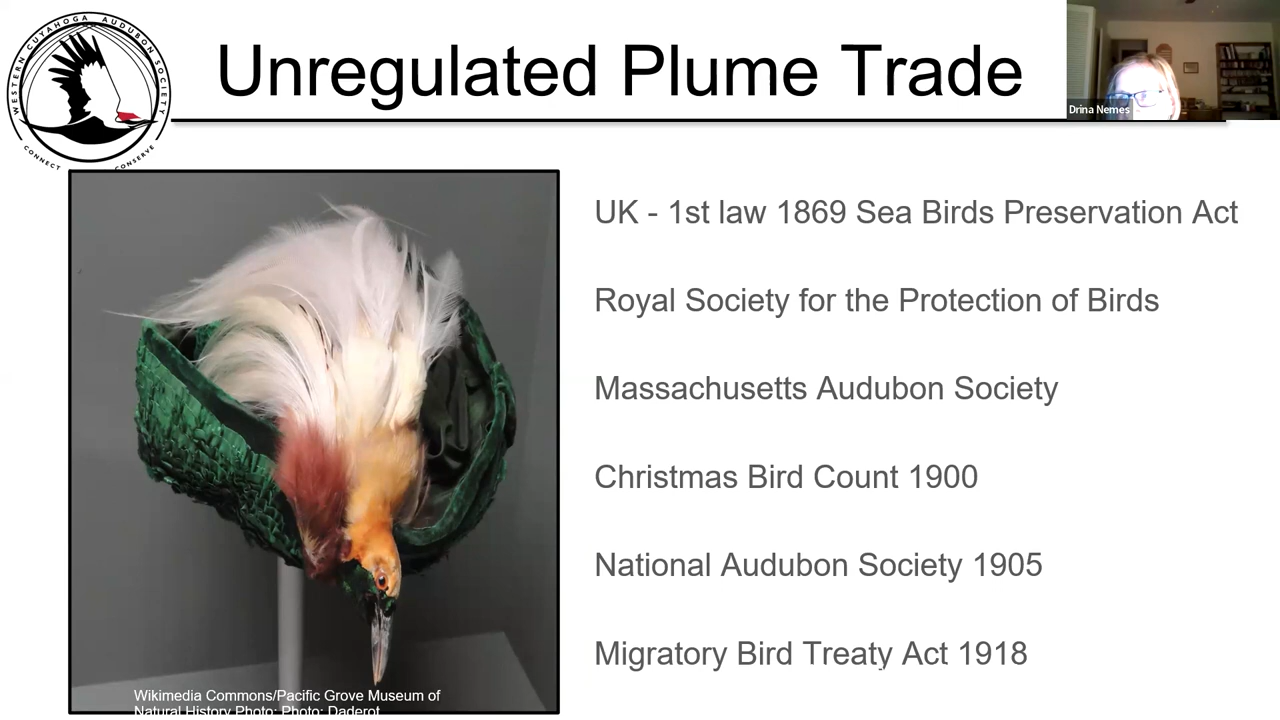 WESTERN CUYAHOGA AUDUBON SOCIETY
CONNECT CONSERVE
Unregulated Plume Trade
Drina Nemes
UK - 1st law 1869 Sea Birds Preservation Act
Royal Society for the Protection of Birds
Massachusetts Audubon Society
Christmas Bird Count 1900
National Audubon Society 1905
Migratory Bird Treaty Act 1918
Wikimedia Commons/Pacific Grove Museum of
Natural History Photo: Photo: Daderot